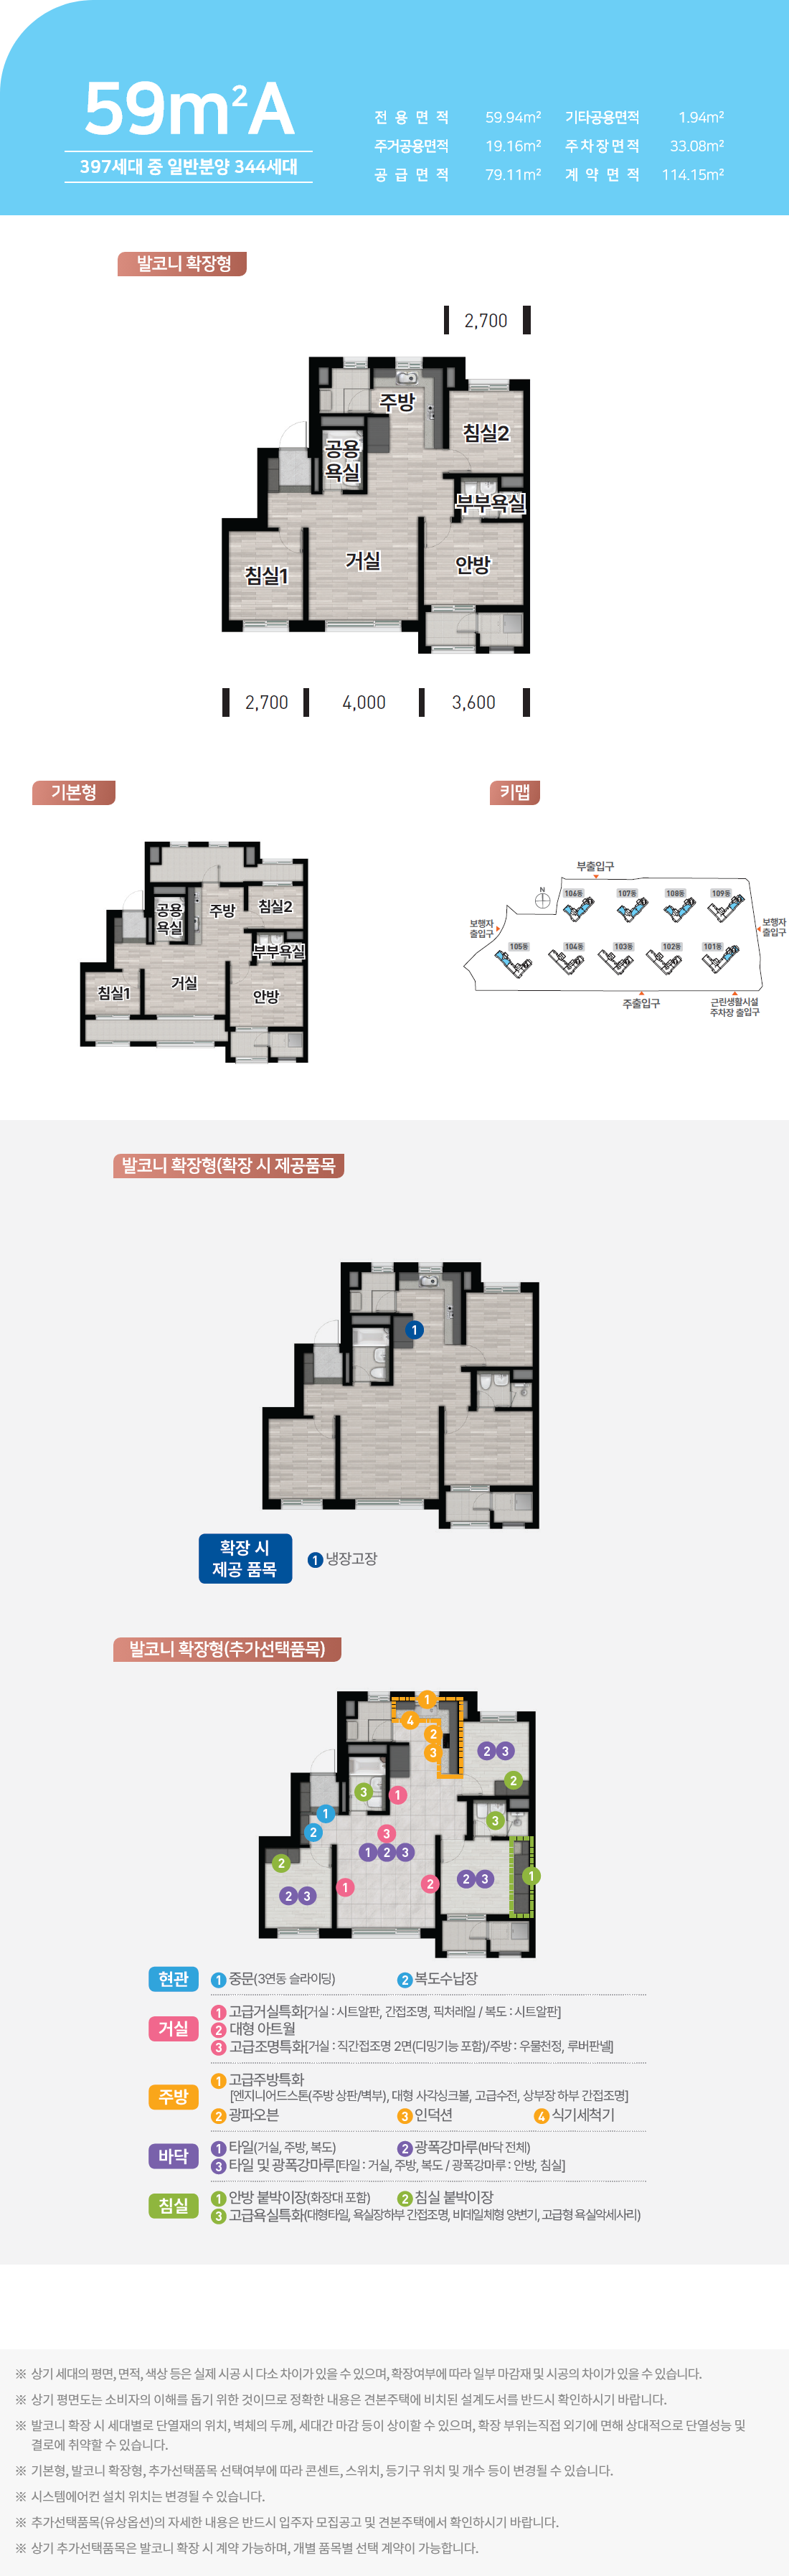 59m²A
397세대 중 일반분양 344세대
전용면적 59.94m² 기타공용면적 1.94m²
주거공용면적 19.16m² 주차장면적 33.08m²
공급면적 79.11m² 계약면적 114.15m²
발코니 확장형
2,700
주방
침실2
공용
욕실
부부욕실
거실
안방
침실1
2,700 4,000 3,600
기본형
공용
욕실
주방
침실2
부부욕실
거실
침실1
안방
키맵
부출입구
N
106동 107동 108동 109동
보행자
출입구
보행자
출입구
105동 104동 103동 102동 101동
주출입구
근린생활시설
주차장 출입구
발코니 확장형(확장 시 제공품목
1
확장 시
제공 품목
1 냉장고장
발코니 확장형(추가선택품목)
1
4
2
3
2 3
2
3
1
3
1
2
3
1 2 3
2
2 3
1
2
2 3
1
현관
1 중문(3연동 슬라이딩) 2 복도수납장
거실
1 고급거실특화[거실 : 시트알판, 간접조명, 픽처레일 / 복도 : 시트알판]
2 대형 아트월
3 고급조명특화[거실 : 직간접조명 2면(디밍기능 포함)/주방 : 우물천정, 루버판넬]
주방
1 고급주방특화
[엔지니어드스톤(주방 상판/벽부), 대형 사각싱크볼, 고급수전, 상부장 하부 간접조명]
2 광파오븐 3 인덕션 4 식기세척기
바닥
1 타일(거실, 주방, 복도) 2 광폭강마루(바닥 전체)
3 타일 및 광폭강마루[타일 : 거실, 주방, 복도 / 광폭강마루 : 안방, 침실]
침실
1 안방 붙박이장(화장대 포함) 2 침실 붙박이장
3 고급욕실특화(대형타일, 욕실장하부 간접조명, 비데일체형 양변기, 고급형 욕실악세사리)
※ 상기 세대의 평면, 면적, 색상 등은 실제 시공 시 다소 차이가 있을 수 있으며, 확장여부에 따라 일부 마감재 및 시공의 차이가 있을 수 있습니다.
※ 상기 평면도는 소비자의 이해를 돕기 위한 것이므로 정확한 내용은 견본주택에 비치된 설계도서를 반드시 확인하시기 바랍니다.
※ 발코니 확장 시 세대별로 단열재의 위치, 벽체의 두께, 세대간 마감 등이 상이할 수 있으며, 확장 부위는직접 외기에 면해 상대적으로 단열성능 및
결로에 취약할 수 있습니다.
※ 기본형, 발코니 확장형, 추가선택품목 선택여부에 따라 콘센트, 스위치, 등기구 위치 및 개수 등이 변경될 수 있습니다.
※ 시스템에어컨 설치 위치는 변경될 수 있습니다.
※ 추가선택품목(유상옵션)의 자세한 내용은 반드시 입주자 모집공고 및 견본주택에서 확인하시기 바랍니다.
※ 상기 추가선택품목은 발코니 확장 시 계약 가능하며, 개별 품목별 선택 계약이 가능합니다.